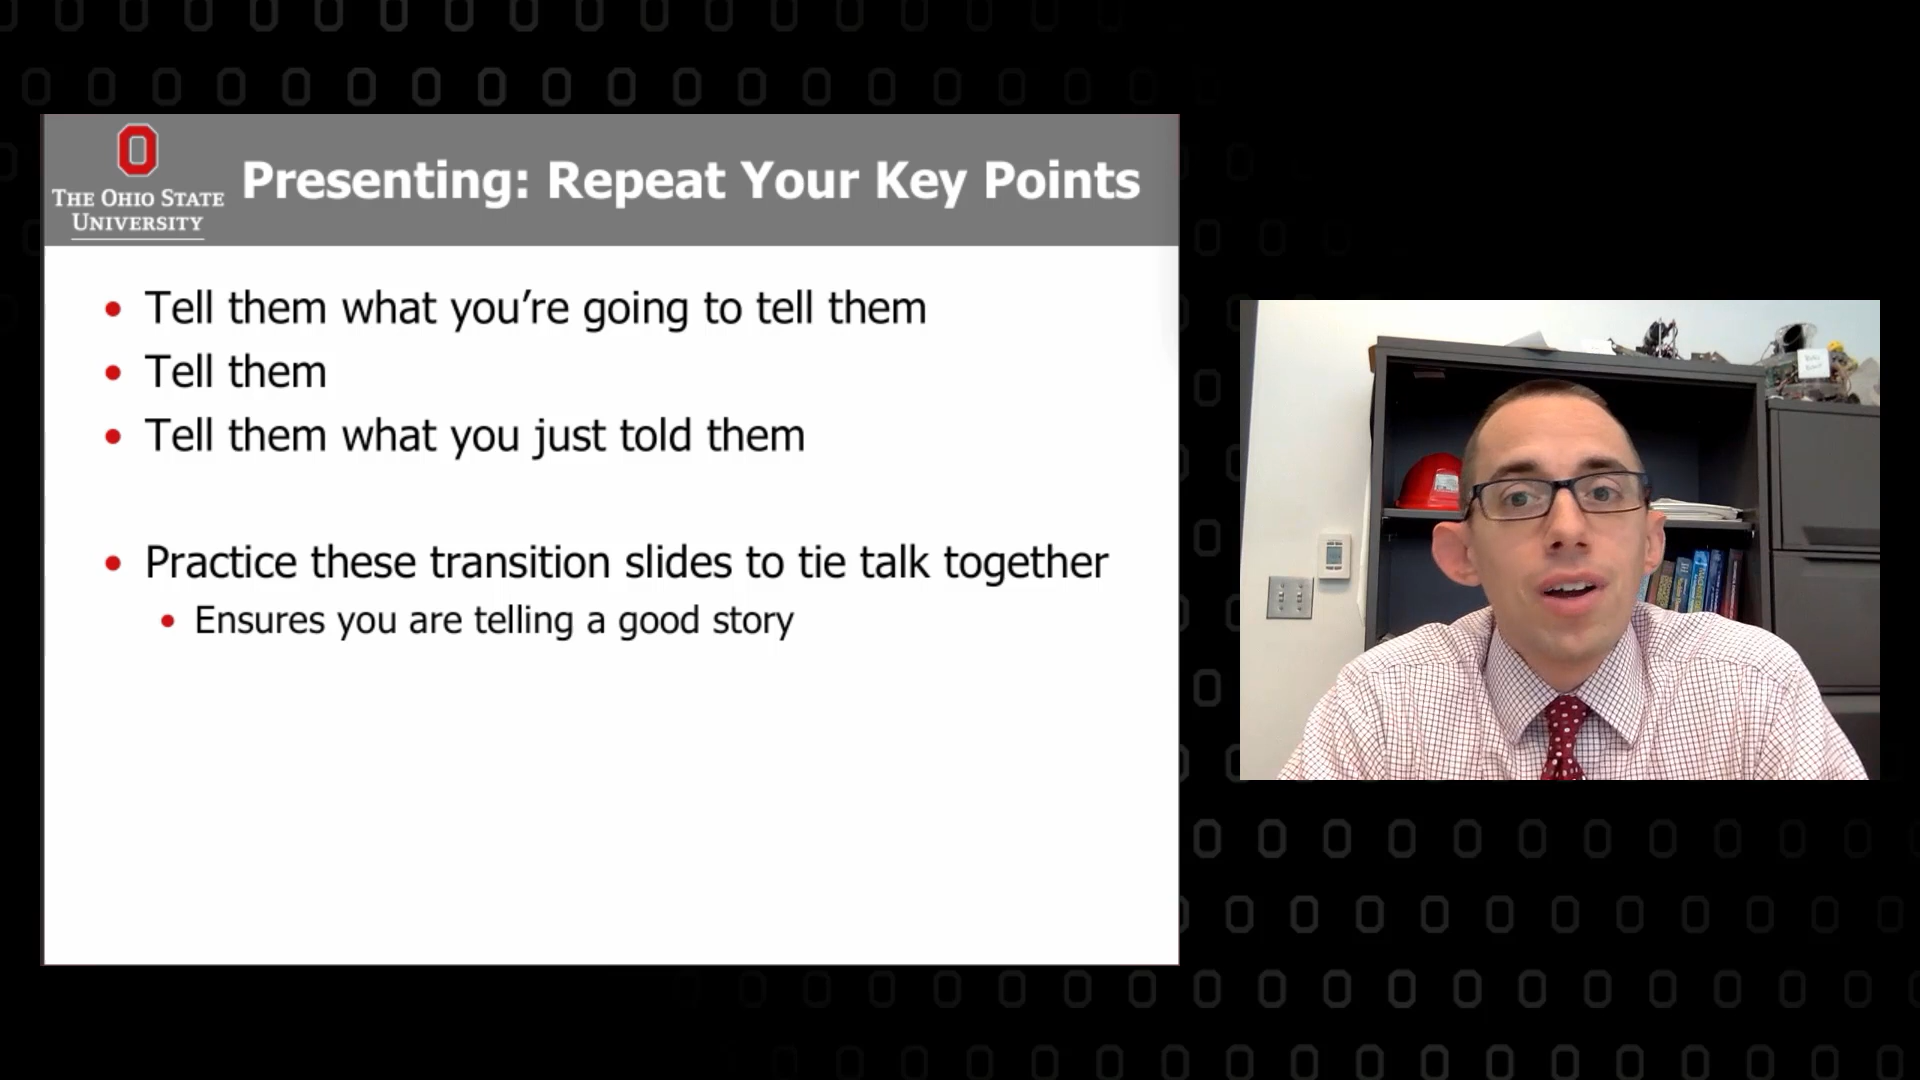 THE OHIO STATE
UNIVERSITY
Presenting: Repeat Your Key Points
• Tell them what you’re going to tell them
• Tell them
• Tell them what you just told them
• Practice these transition slides to tie talk together
• Ensures you are telling a good story